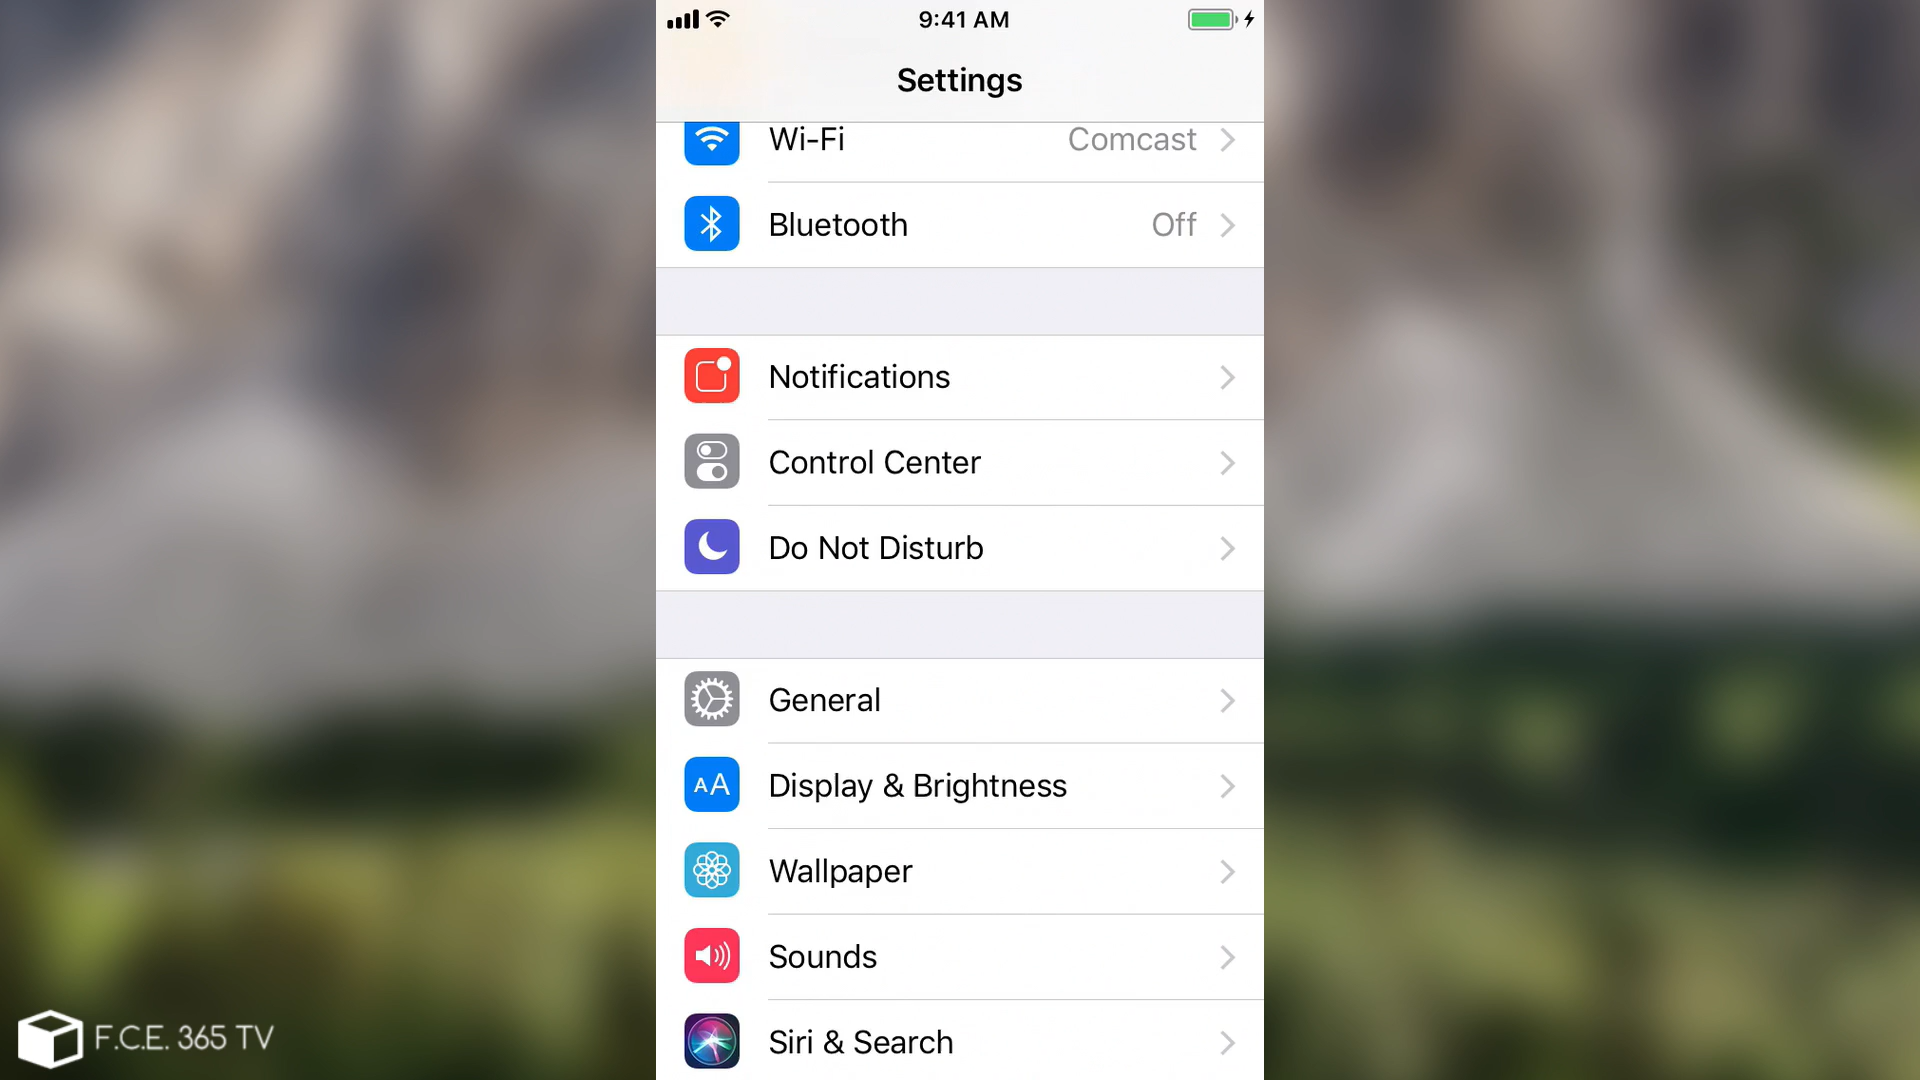 9:41 AM
Settings
Wi-Fi Comcast
Bluetooth Off
Notifications
Control Center
Do Not Disturb
General
AA Display & Brightness
Wallpaper
Sounds
Siri & Search
F.C.E. 365 TV